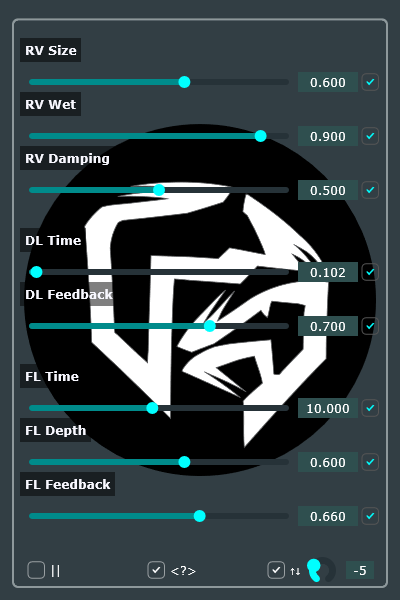 RV Size
0.600
RV Wet
0.900
RV Damping
0.500
DL Time
0.102
DL Feedback
0.700
FL Time
10.000
FL Depth
0.600
FL Feedback
0.660
|| <?> ↑↓ -5